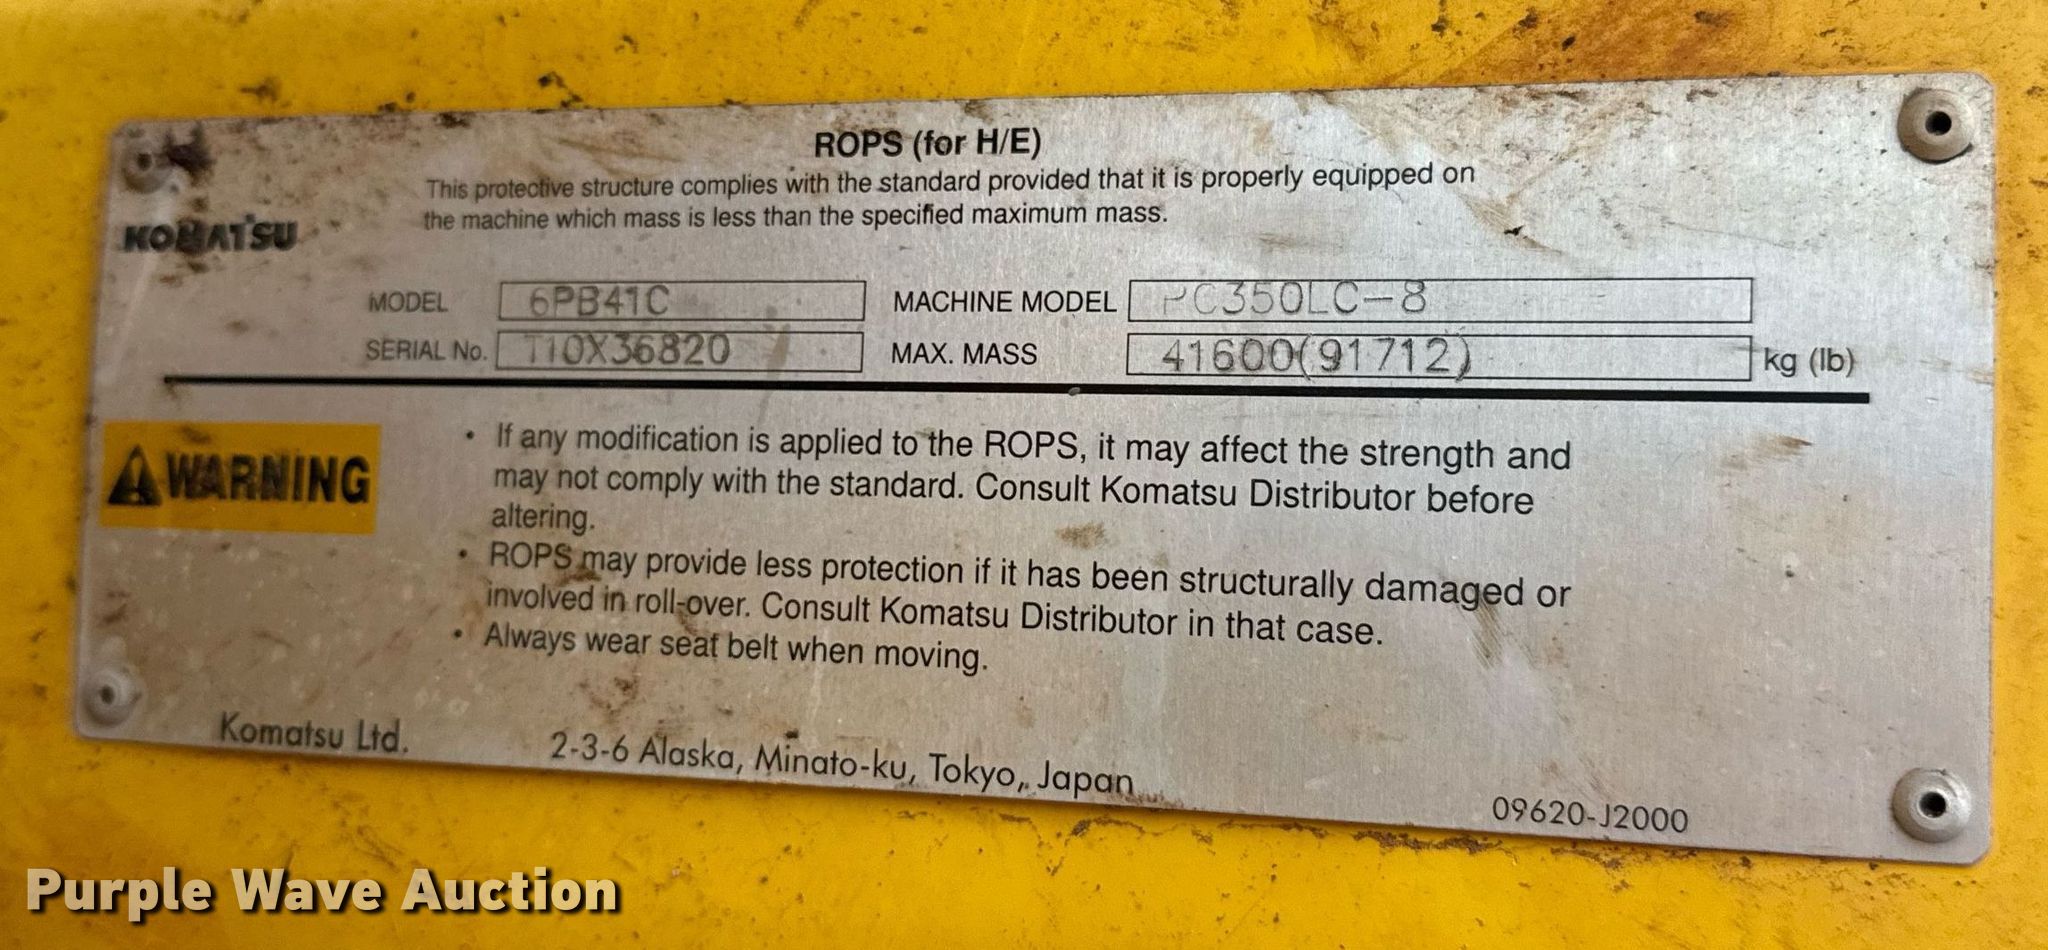 ROPS (for H/E)
This protective structure complies with the standard provided that it is properly equipped on
the machine which mass is less than the specified maximum mass.
KOMATSU
MODEL 6PB41C MACHINE MODEL PC350LC-8
SERIAL No. T10X36820 MAX. MASS 41600(91712) kg (lb)
WARNING
• If any modification is applied to the ROPS, it may affect the strength and
may not comply with the standard. Consult Komatsu Distributor before
altering.
• ROPS may provide less protection if it has been structurally damaged or
involved in roll-over. Consult Komatsu Distributor in that case.
• Always wear seat belt when moving.
Komatsu Ltd. 2-3-6 Alaska, Minato-ku, Tokyo, Japan
09620-J2000
Purple Wave Auction